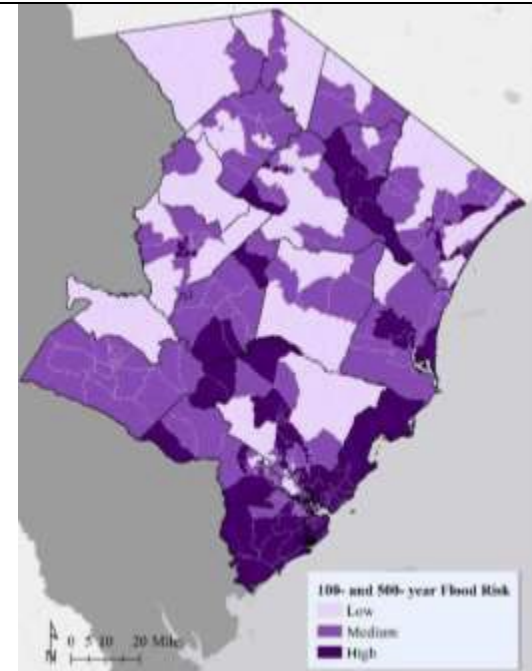 100- and 500- year Flood Risk
Low
Medium
High
N
0 5 10 20 Miles